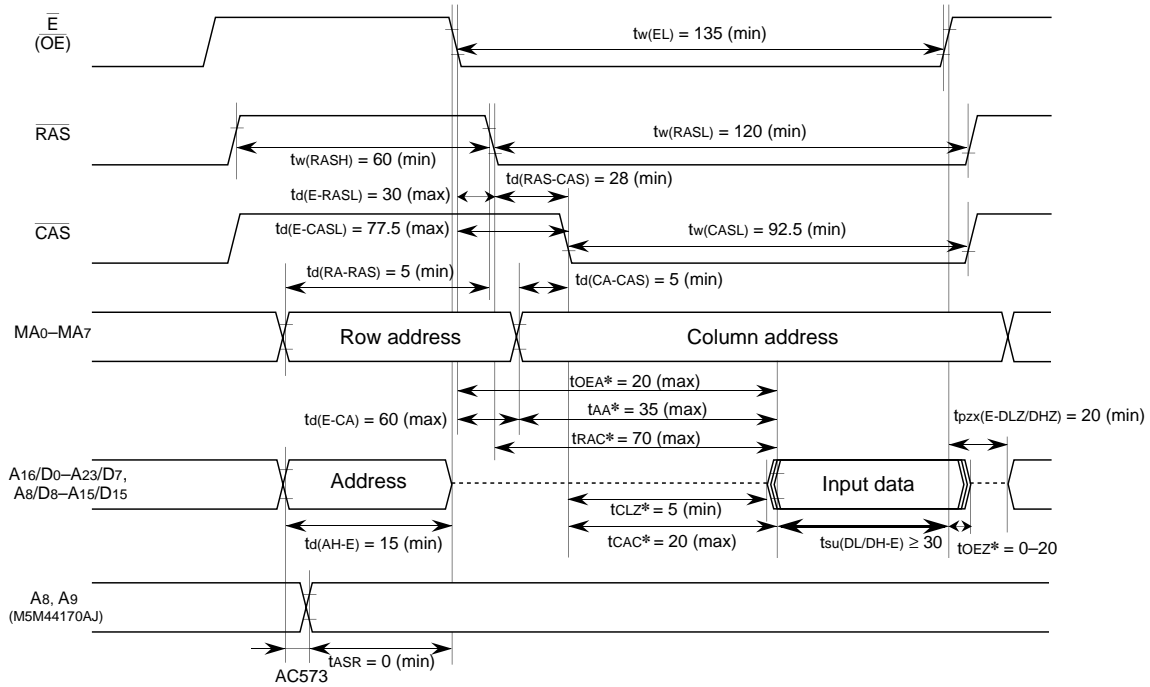 E
(OE)
tw(EL) = 135 (min)
RAS
tw(RASH) = 60 (min)
tw(RASL) = 120 (min)
td(E-RASL) = 30 (max)
td(RAS-CAS) = 28 (min)
CAS
td(E-CASL) = 77.5 (max)
tw(CASL) = 92.5 (min)
td(RA-RAS) = 5 (min)
td(CA-CAS) = 5 (min)
MA0–MA7
Row address
Column address
tOEA* = 20 (max)
td(E-CA) = 60 (max)
tAA* = 35 (max)
tpzx(E-DLZ/DHZ) = 20 (min)
tRAC* = 70 (max)
A16/D0–A23/D7,
A8/D8–A15/D15
Address
Input data
tCLZ* = 5 (min)
td(AH-E) = 15 (min)
tCAC* = 20 (max)
tsu(DL/DH-E) ≥ 30
tOEZ* = 0–20
A8, A9
(M5M44170AJ)
tASR = 0 (min)
AC573